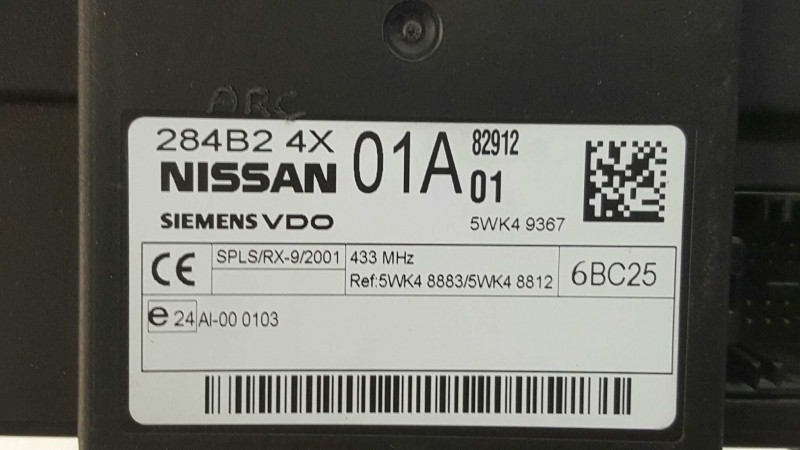 ARC
284B2 4X 01A 82912
NISSAN 01
SIEMENS VDO 5WK4 9367
CE SPLS/RX-9/2001 433 MHz 6BC25
Ref:5WK4 8883/5WK4 8812
e 24 AI-00 0103